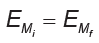 E_{M_i} = E_{M_f}